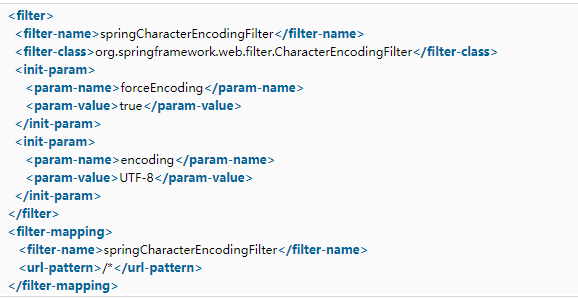 <filter>
<filter-name>springCharacterEncodingFilter</filter-name>
<filter-class>org.springframework.web.filter.CharacterEncodingFilter</filter-class>
<init-param>
<param-name>forceEncoding</param-name>
<param-value>true</param-value>
</init-param>
<init-param>
<param-name>encoding</param-name>
<param-value>UTF-8</param-value>
</init-param>
</filter>
<filter-mapping>
<filter-name>springCharacterEncodingFilter</filter-name>
<url-pattern>/*</url-pattern>
</filter-mapping>